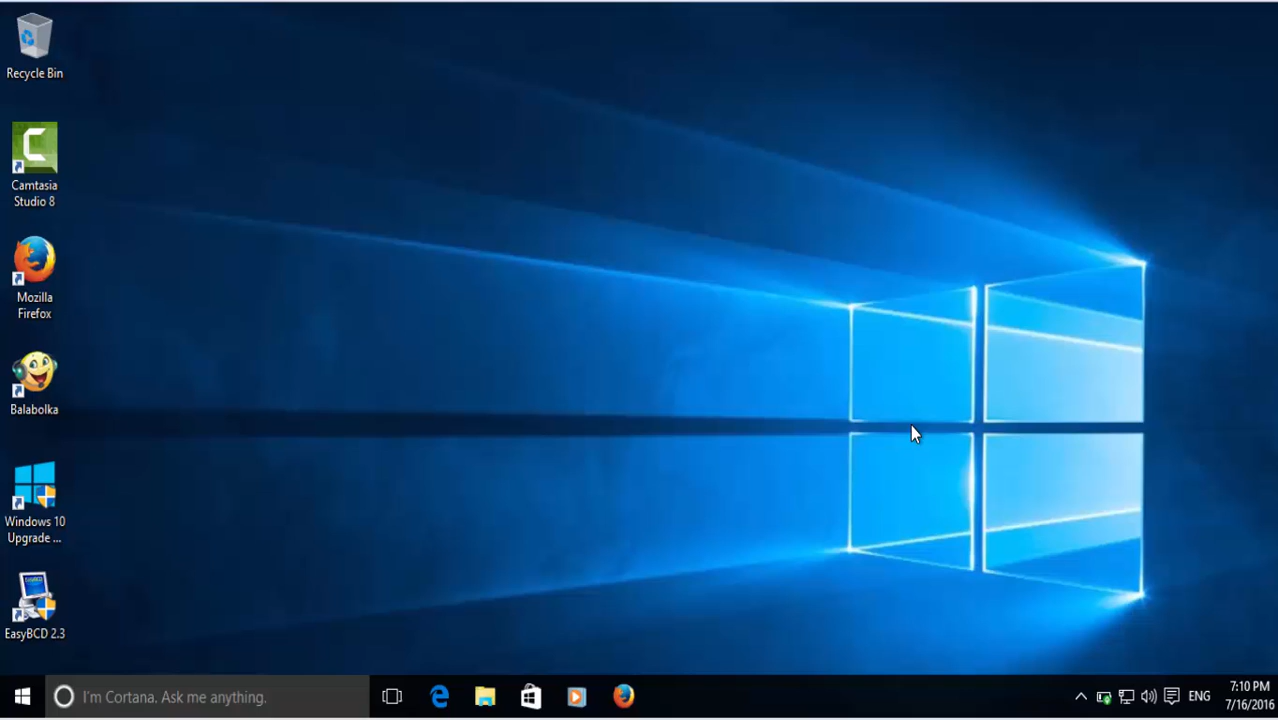 Recycle Bin
Camtasia
Studio 8
Mozilla
Firefox
Balabolka
Windows 10
Upgrade ...
EasyBCD 2.3
I'm Cortana. Ask me anything.
ENG
7:10 PM
7/16/2016